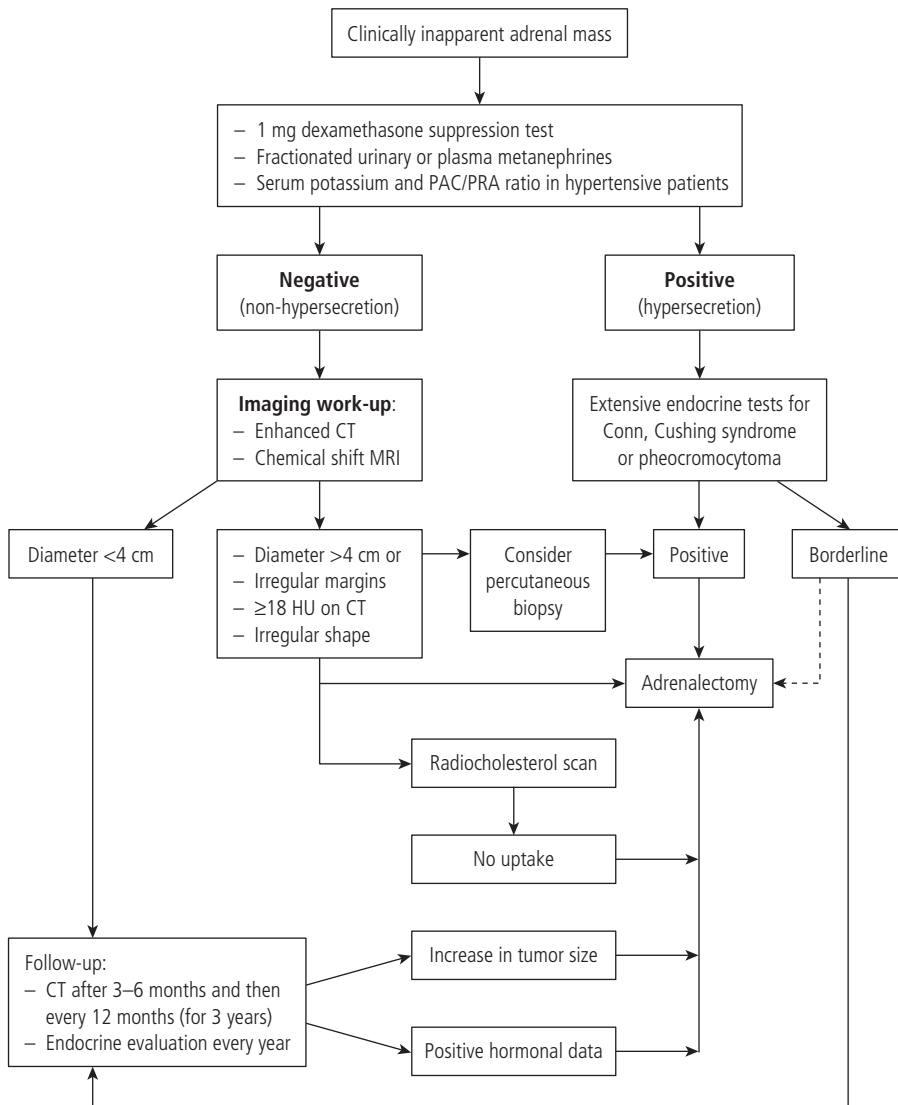 Clinically inapparent adrenal mass
– 1 mg dexamethasone suppression test
– Fractionated urinary or plasma metanephrines
– Serum potassium and PAC/PRA ratio in hypertensive patients
Negative
(non-hypersecretion)
Positive
(hypersecretion)
Imaging work-up:
– Enhanced CT
– Chemical shift MRI
Extensive endocrine tests for
Conn, Cushing syndrome
or pheocromocytoma
Diameter <4 cm
– Diameter >4 cm or
– Irregular margins
– ≥18 HU on CT
– Irregular shape
Consider
percutaneous
biopsy
Positive
Borderline
Adrenalectomy
Radiocholesterol scan
No uptake
Follow-up:
– CT after 3–6 months and then
every 12 months (for 3 years)
– Endocrine evaluation every year
Increase in tumor size
Positive hormonal data